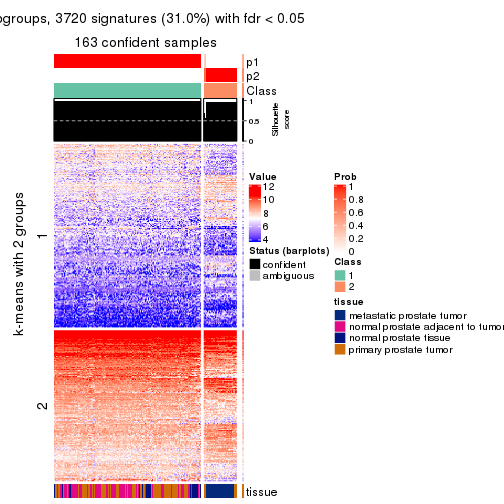 ogroups, 3720 signatures (31.0%) with fdr < 0.05
163 confident samples
p1
p2
Class
1
0.5
0
Silhouette
score
k-means with 2 groups
1
2
tissue
Value
12
10
8
6
4
Status (barplots)
confident
ambiguous
Prob
1
0.8
0.6
0.4
0.2
0
Class
1
2
tissue
metastatic prostate tumor
normal prostate adjacent to tumor
normal prostate tissue
primary prostate tumor